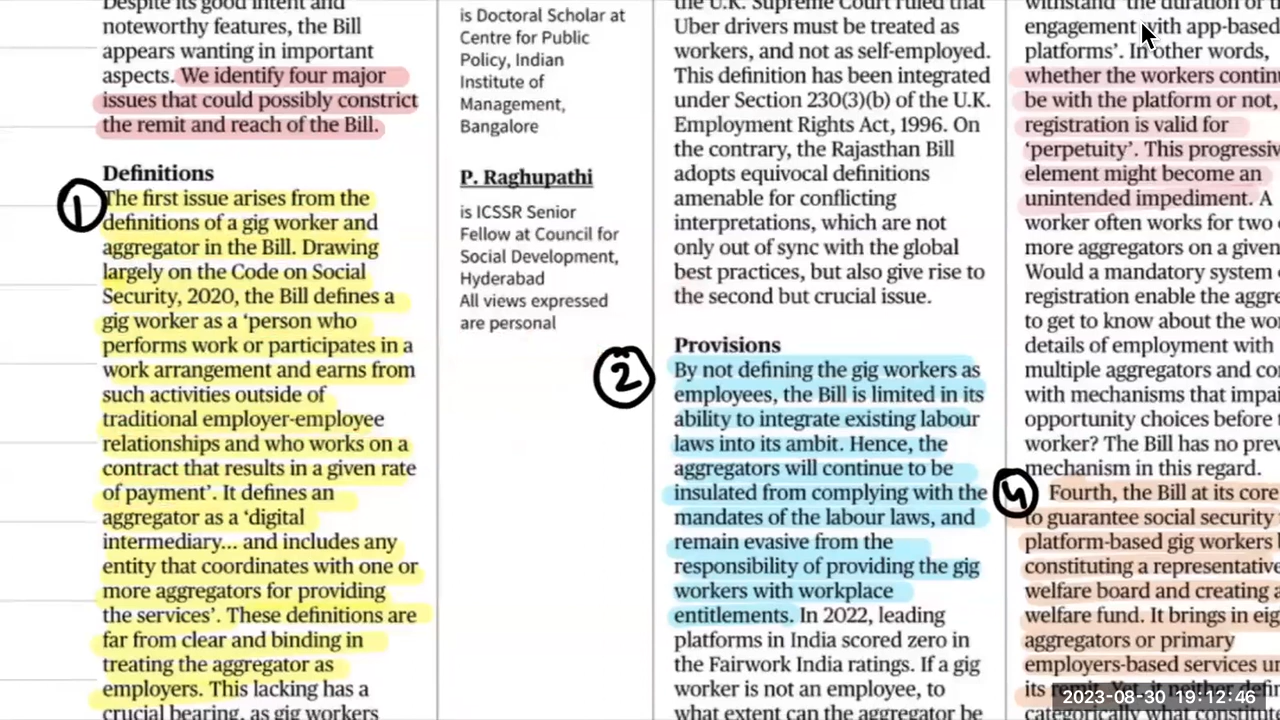 Despite its good intent and
noteworthy features, the Bill
appears wanting in important
aspects. We identify four major
issues that could possibly constrict
the remit and reach of the Bill.
Definitions
1
The first issue arises from the
definitions of a gig worker and
aggregator in the Bill. Drawing
largely on the Code on Social
Security, 2020, the Bill defines a
gig worker as a ‘person who
performs work or participates in a
work arrangement and earns from
such activities outside of
traditional employer-employee
relationships and who works on a
contract that results in a given rate
of payment’. It defines an
aggregator as a ‘digital
intermediary... and includes any
entity that coordinates with one or
more aggregators for providing
the services’. These definitions are
far from clear and binding in
treating the aggregator as
employers. This lacking has a
crucial bearing, as gig workers
is Doctoral Scholar at
Centre for Public
Policy, Indian
Institute of
Management,
Bangalore
P. Raghupathi
is ICSSR Senior
Fellow at Council for
Social Development,
Hyderabad
All views expressed
are personal
the U.K. Supreme Court ruled that
Uber drivers must be treated as
workers, and not as self-employed.
This definition has been integrated
under Section 230(3)(b) of the U.K.
Employment Rights Act, 1996. On
the contrary, the Rajasthan Bill
adopts equivocal definitions
amenable for conflicting
interpretations, which are not
only out of sync with the global
best practices, but also give rise to
the second but crucial issue.
Provisions
2
By not defining the gig workers as
employees, the Bill is limited in its
ability to integrate existing labour
laws into its ambit. Hence, the
aggregators will continue to be
insulated from complying with the
mandates of the labour laws, and
remain evasive from the
responsibility of providing the gig
workers with workplace
entitlements. In 2022, leading
platforms in India scored zero in
the Fairwork India ratings. If a gig
worker is not an employee, to
what extent can the aggregator be
withstand ‘the duration of
engagement with app-based
platforms’. In other words,
whether the workers
be with the platform or not,
registration is valid for
‘perpetuity’. This
element might become an
unintended impediment. A
worker often works for two
more aggregators on a given
Would a mandatory system
registration enable the
to get to know about the
details of employment with
multiple aggregators and
with mechanisms that
opportunity choices before
worker? The Bill has no
mechanism in this regard.
4
Fourth, the Bill at its core
to guarantee social security
platform-based gig workers
constituting a representative
welfare board and creating a
welfare fund. It brings in
aggregators or primary
employers-based services
its remit. Yet, it neither
categorically what
2023-08-30 19:12:46